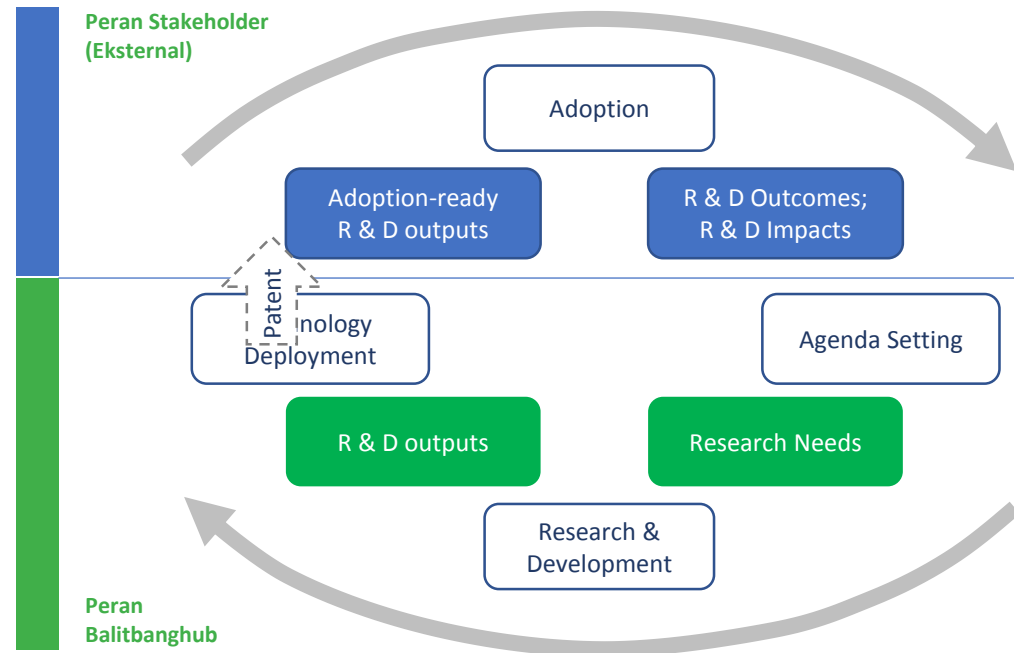 Peran Stakeholder
(Eksternal)
Adoption
Adoption-ready
R & D outputs
R & D Outcomes;
R & D Impacts
Patent
nology
Deployment
Agenda Setting
R & D outputs
Research Needs
Research &
Development
Peran
Balitbanghub